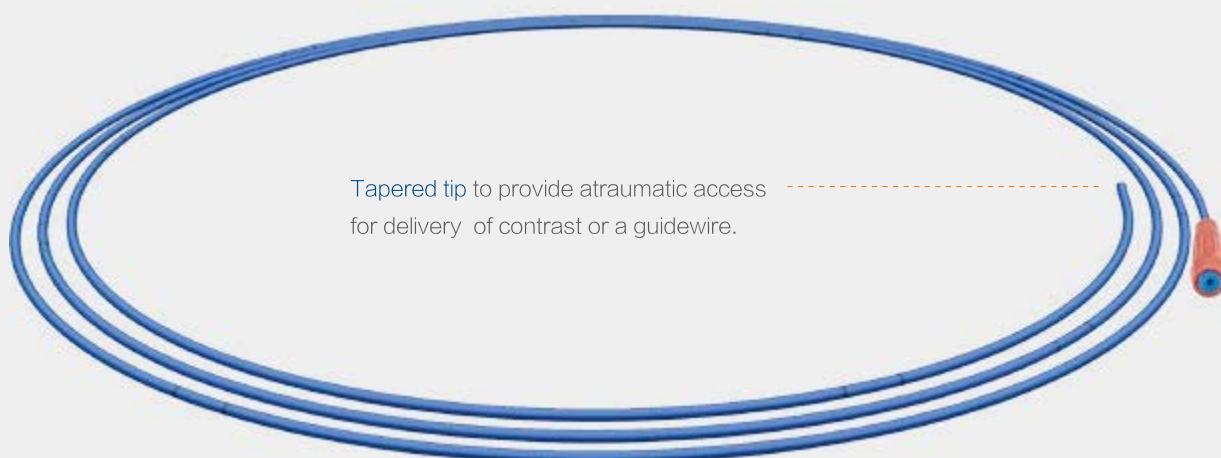 Tapered tip to provide atraumatic access
for delivery of contrast or a guidewire.